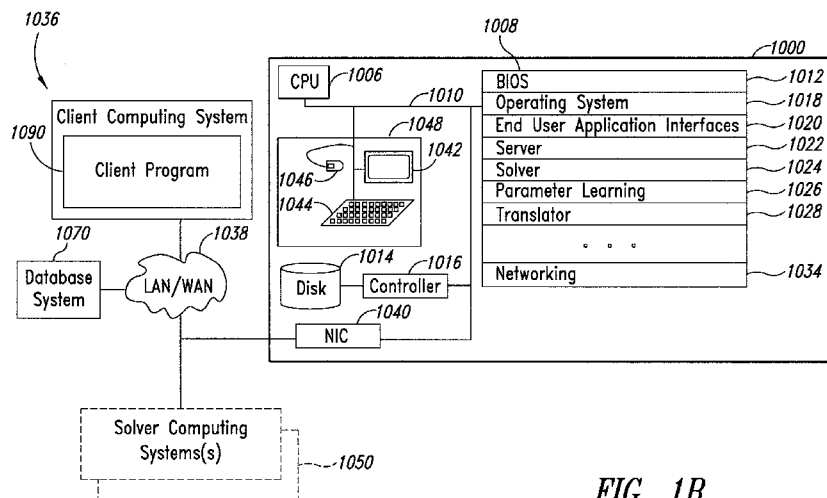 1036
1008
1000
CPU
1006
BIOS
1012
1010
Operating System
1018
Client Computing System
1048
End User Application Interfaces
1020
1090
Client Program
1042
Server
1022
1046
Solver
1024
1044
Parameter Learning
1026
Translator
1028
1070
1038
. . .
Database System
LAN/WAN
1014
1016
Disk
Controller
Networking
1034
1040
NIC
Solver Computing
Systems(s)
1050
FIG. 1B